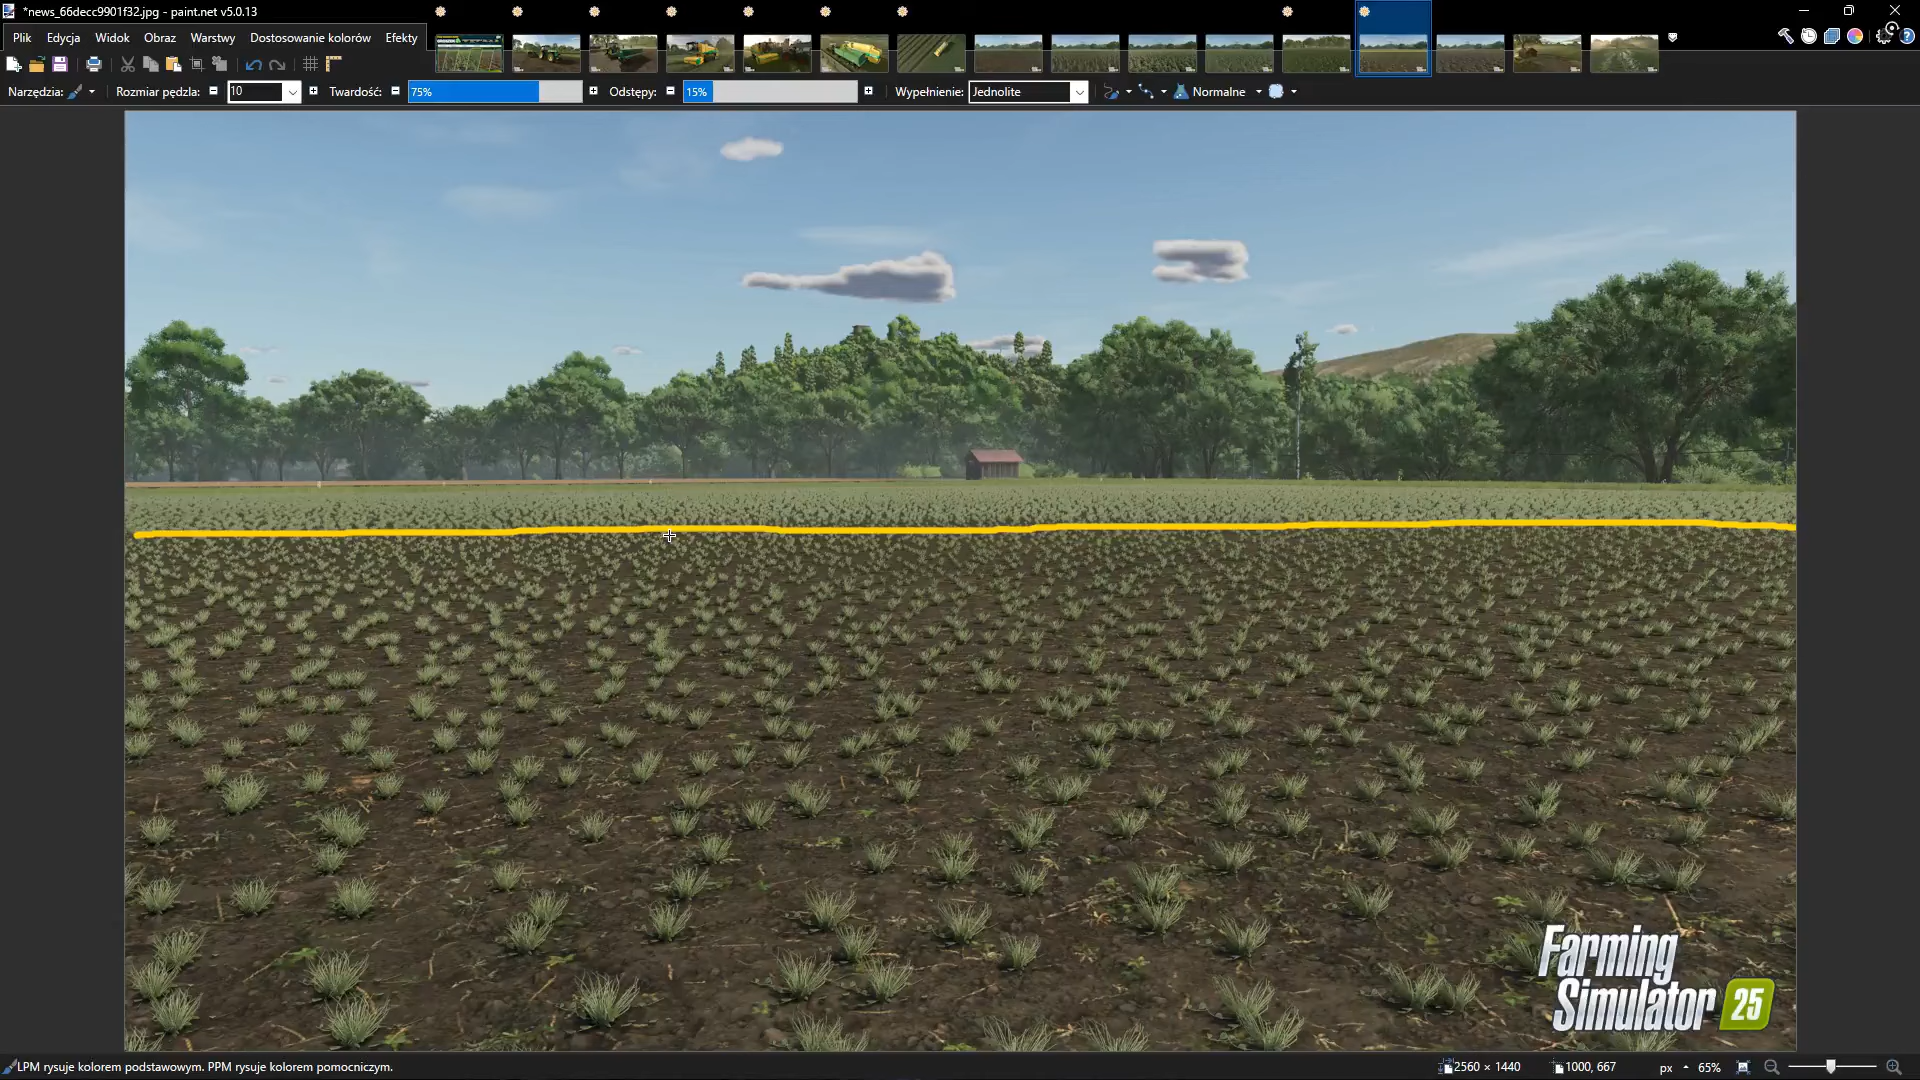 *news_66decc9901f32.jpg - paint.net v5.0.13
Plik Edycja Widok Obraz Warstwy Dostosowanie kolorów Efekty
Narzędzia: Rozmiar pędzla: 10 Twardość: 75% Odstępy: 15% Wypełnienie: Jednolite Normalne
Farming
Simulator 25
LPM rysuje kolorem podstawowym. PPM rysuje kolorem pomocniczym. 2560 × 1440 1000, 667 px 65%